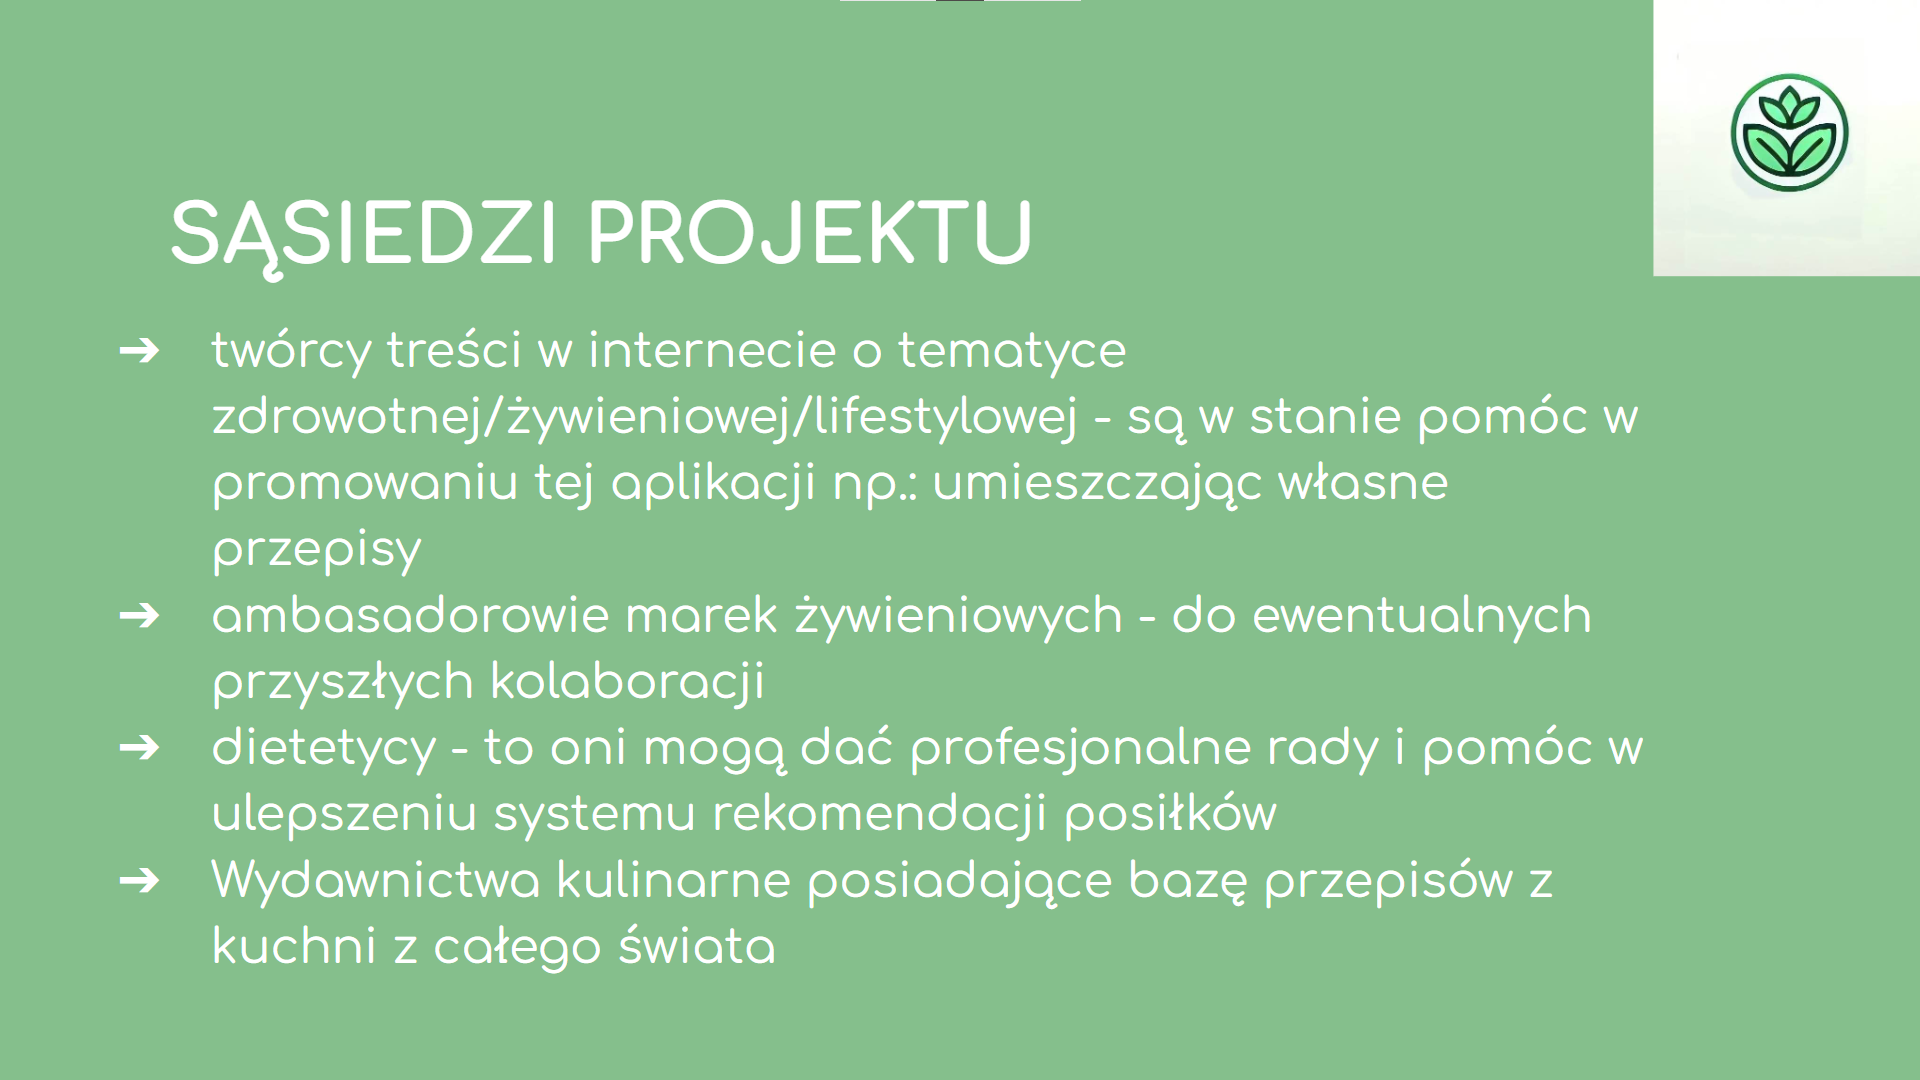 SĄSIEDZI PROJEKTU
➔ twórcy treści w internecie o tematyce
zdrowotnej/żywieniowej/lifestylowej - są w stanie pomóc w
promowaniu tej aplikacji np.: umieszczając własne
przepisy
➔ ambasadorowie marek żywieniowych - do ewentualnych
przyszłych kolaboracji
➔ dietetycy - to oni mogą dać profesjonalne rady i pomóc w
ulepszeniu systemu rekomendacji posiłków
➔ Wydawnictwa kulinarne posiadające bazę przepisów z
kuchni z całego świata